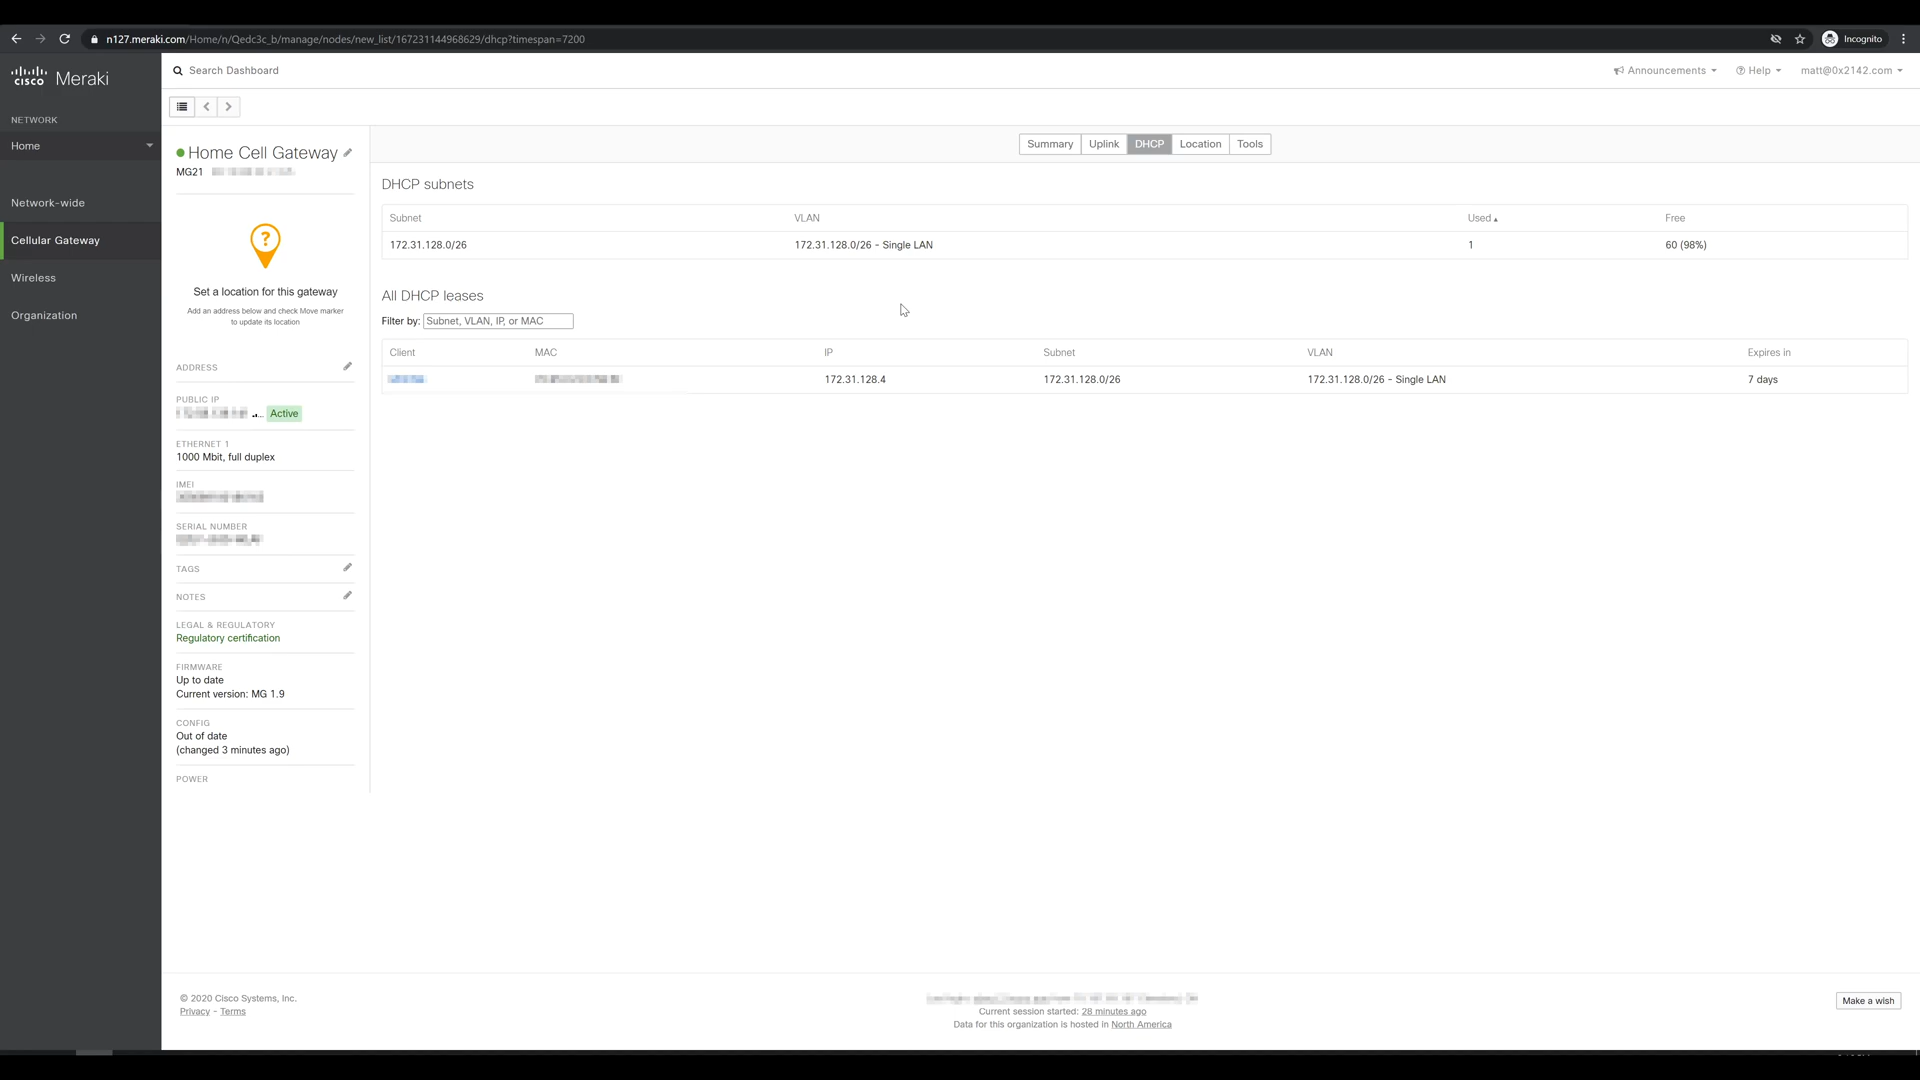 n127.meraki.com/Home/n/Qedc3c_b/manage/nodes/new_list/167231144968629/dhcp?timespan=7200
Incognito
cisco Meraki
Search Dashboard
Announcements
Help
matt@0x2142.com
NETWORK
Home
Network-wide
Cellular Gateway
Wireless
Organization
Home Cell Gateway
MG21
?
Set a location for this gateway
Add an address below and check Move marker
to update its location
ADDRESS
PUBLIC IP
... Active
ETHERNET 1
1000 Mbit, full duplex
IMEI
SERIAL NUMBER
TAGS
NOTES
LEGAL & REGULATORY
Regulatory certification
FIRMWARE
Up to date
Current version: MG 1.9
CONFIG
Out of date
(changed 3 minutes ago)
POWER
Summary Uplink DHCP Location Tools
DHCP subnets
Subnet VLAN Used Free
172.31.128.0/26 172.31.128.0/26 - Single LAN 1 60 (98%)
All DHCP leases
Filter by: Subnet, VLAN, IP, or MAC
Client MAC IP Subnet VLAN Expires in
172.31.128.4 172.31.128.0/26 172.31.128.0/26 - Single LAN 7 days
© 2020 Cisco Systems, Inc.
Privacy - Terms
Current session started: 28 minutes ago
Data for this organization is hosted in North America
Make a wish